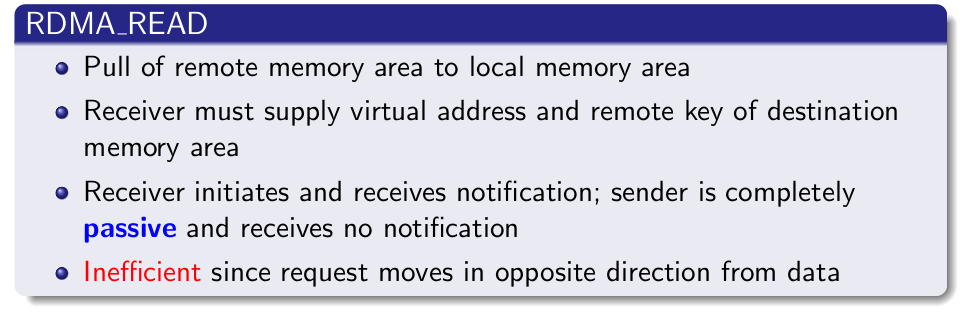 RDMA_READ
Pull of remote memory area to local memory area
Receiver must supply virtual address and remote key of destination
memory area
Receiver initiates and receives notification; sender is completely
passive and receives no notification
Inefficient since request moves in opposite direction from data